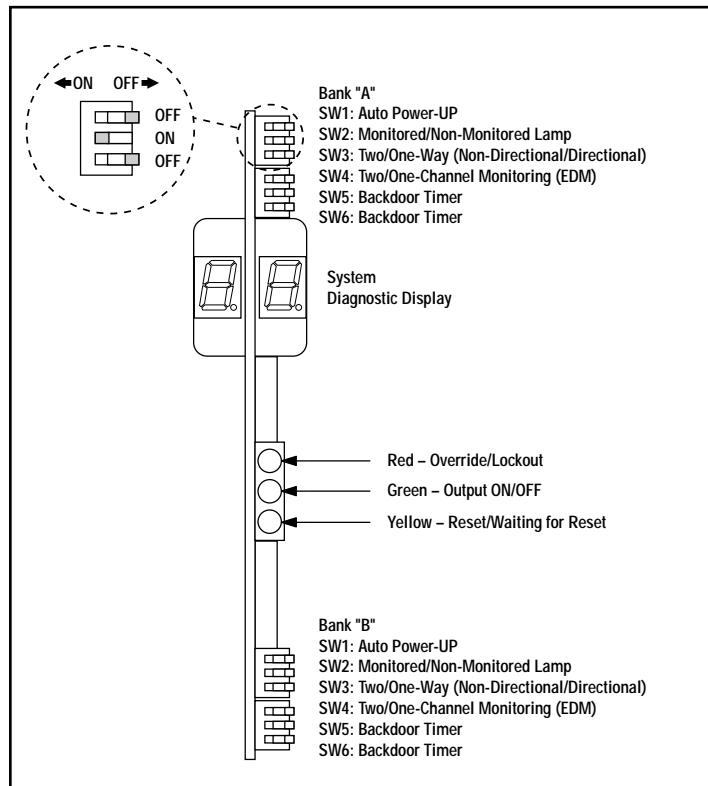 ON OFF
OFF
ON
OFF
Bank "A"
SW1: Auto Power-UP
SW2: Monitored/Non-Monitored Lamp
SW3: Two/One-Way (Non-Directional/Directional)
SW4: Two/One-Channel Monitoring (EDM)
SW5: Backdoor Timer
SW6: Backdoor Timer
8. 8.
System
Diagnostic Display
Red – Override/Lockout
Green – Output ON/OFF
Yellow – Reset/Waiting for Reset
Bank "B"
SW1: Auto Power-UP
SW2: Monitored/Non-Monitored Lamp
SW3: Two/One-Way (Non-Directional/Directional)
SW4: Two/One-Channel Monitoring (EDM)
SW5: Backdoor Timer
SW6: Backdoor Timer